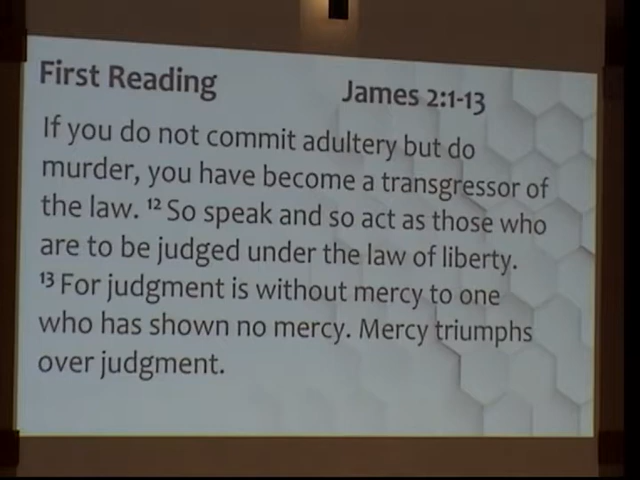 First Reading James 2:1-13
If you do not commit adultery but do
murder, you have become a transgressor of
the law. ¹² So speak and so act as those who
are to be judged under the law of liberty.
¹³ For judgment is without mercy to one
who has shown no mercy. Mercy triumphs
over judgment.